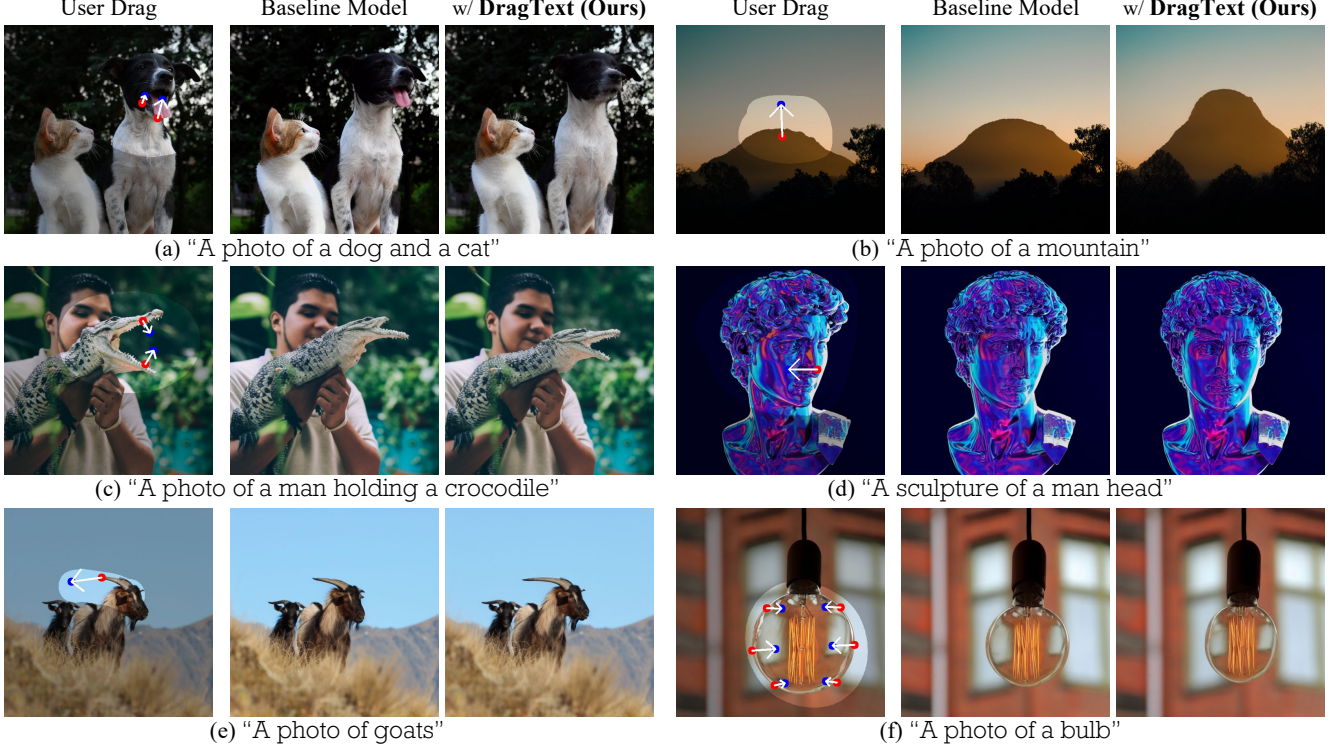 User Drag Baseline Model w/ DragText (Ours) User Drag Baseline Model w/ DragText (Ours)
(a) “A photo of a dog and a cat” (b) “A photo of a mountain”
(c) “A photo of a man holding a crocodile” (d) “A sculpture of a man head”
(e) “A photo of goats” (f) “A photo of a bulb”